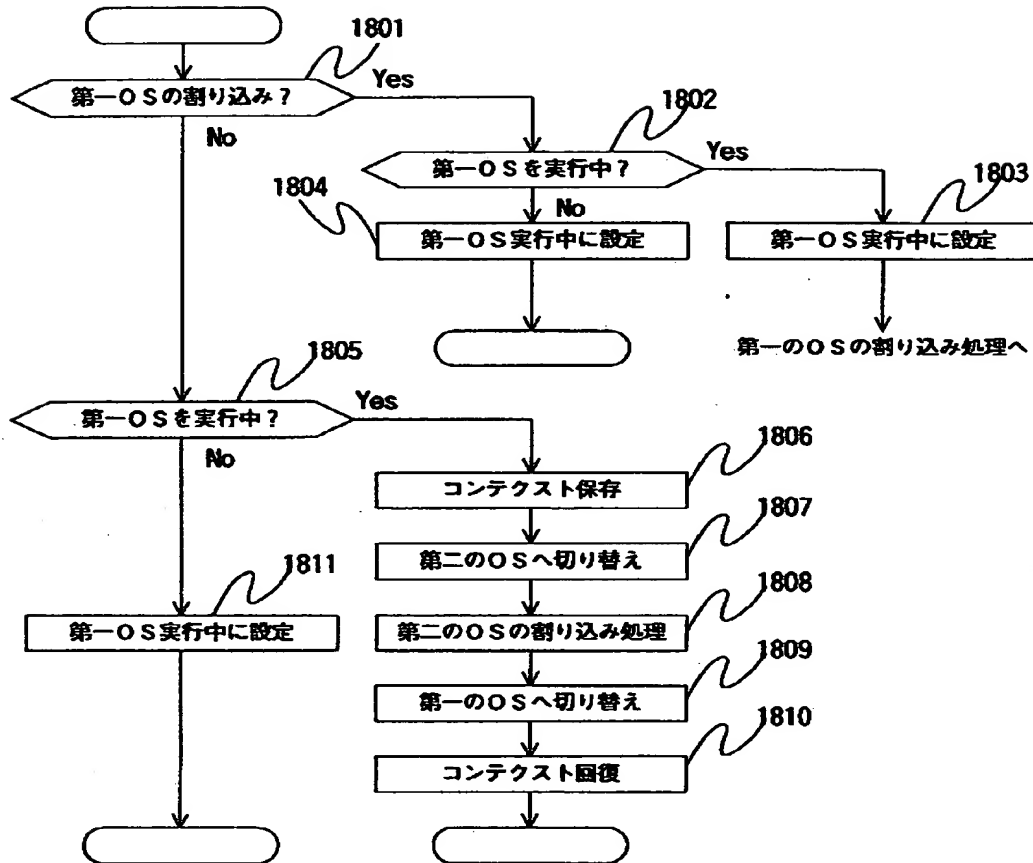 1801
第一ＯＳの割り込み？
Yes
No
1802
第一ＯＳを実行中？
Yes
No
1803
1804
第一ＯＳ実行中に設定
第一ＯＳ実行中に設定
第一のＯＳの割り込み処理へ
1805
第一ＯＳを実行中？
Yes
No
1806
コンテクスト保存
1807
第二のＯＳへ切り替え
1811
第一ＯＳ実行中に設定
1808
第二のＯＳの割り込み処理
1809
第一のＯＳへ切り替え
1810
コンテクスト回復